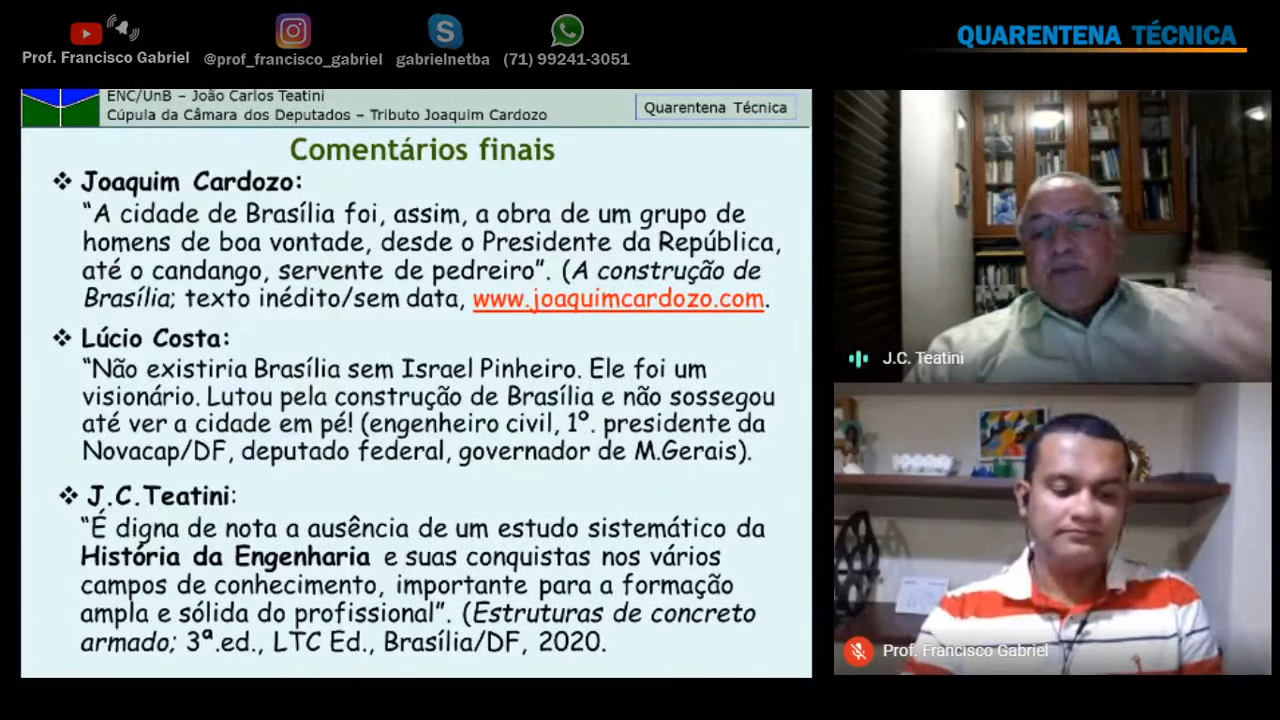 Prof. Francisco Gabriel
@prof_francisco_gabriel
gabrielnetba
(71) 99241-3051
QUARENTENA TÉCNICA
ENC/UnB – João Carlos Teatini
Cúpula da Câmara dos Deputados – Tributo Joaquim Cardozo
Quarentena Técnica
Comentários finais
❖ Joaquim Cardozo:
“A cidade de Brasília foi, assim, a obra de um grupo de
homens de boa vontade, desde o Presidente da República,
até o candango, servente de pedreiro”. (A construção de
Brasília; texto inédito/sem data, www.joaquimcardozo.com.
❖ Lúcio Costa:
“Não existiria Brasília sem Israel Pinheiro. Ele foi um
visionário. Lutou pela construção de Brasília e não sossegou
até ver a cidade em pé! (engenheiro civil, 1º. presidente da
Novacap/DF, deputado federal, governador de M.Gerais).
❖ J.C.Teatini:
“É digna de nota a ausência de um estudo sistemático da
História da Engenharia e suas conquistas nos vários
campos de conhecimento, importante para a formação
ampla e sólida do profissional”. (Estruturas de concreto
armado; 3ª.ed., LTC Ed., Brasília/DF, 2020.
J.C. Teatini
Prof. Francisco Gabriel